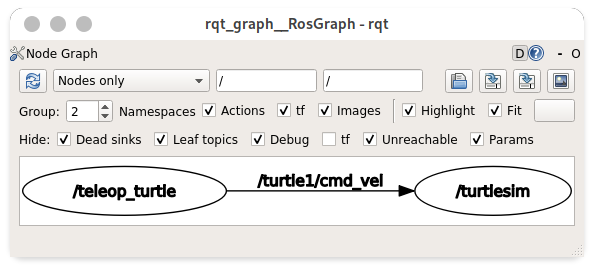 rqt_graph__RosGraph - rqt
Node Graph D - O
Nodes only / /
Group: 2 Namespaces Actions tf Images Highlight Fit
Hide: Dead sinks Leaf topics Debug tf Unreachable Params
/teleop_turtle /turtle1/cmd_vel /turtlesim